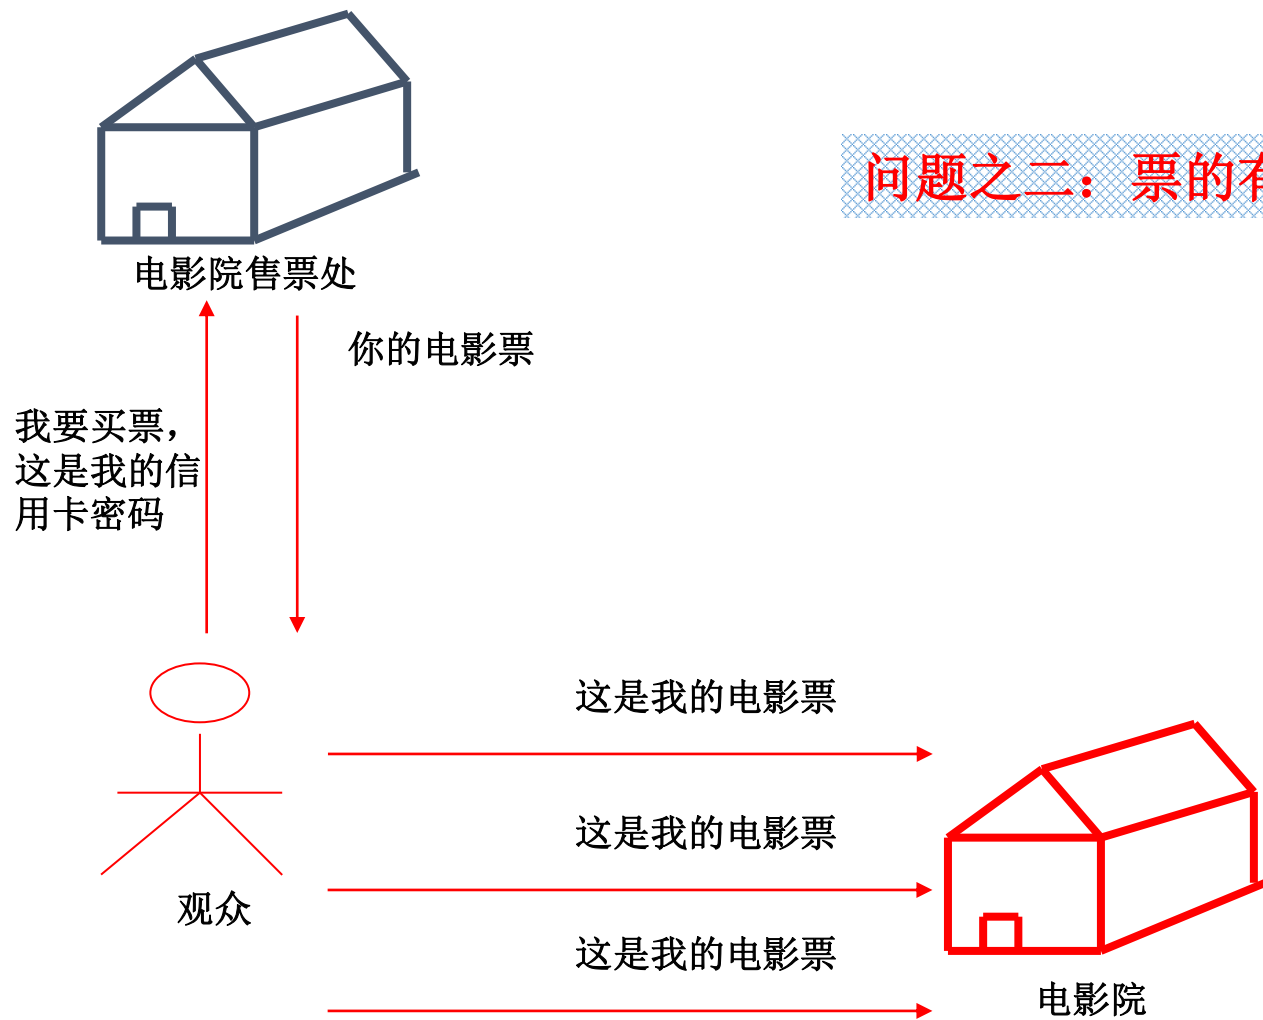 问题之二：票的有
电影院售票处
你的电影票
我要买票，
这是我的信
用卡密码
这是我的电影票
这是我的电影票
观众
这是我的电影票
电影院